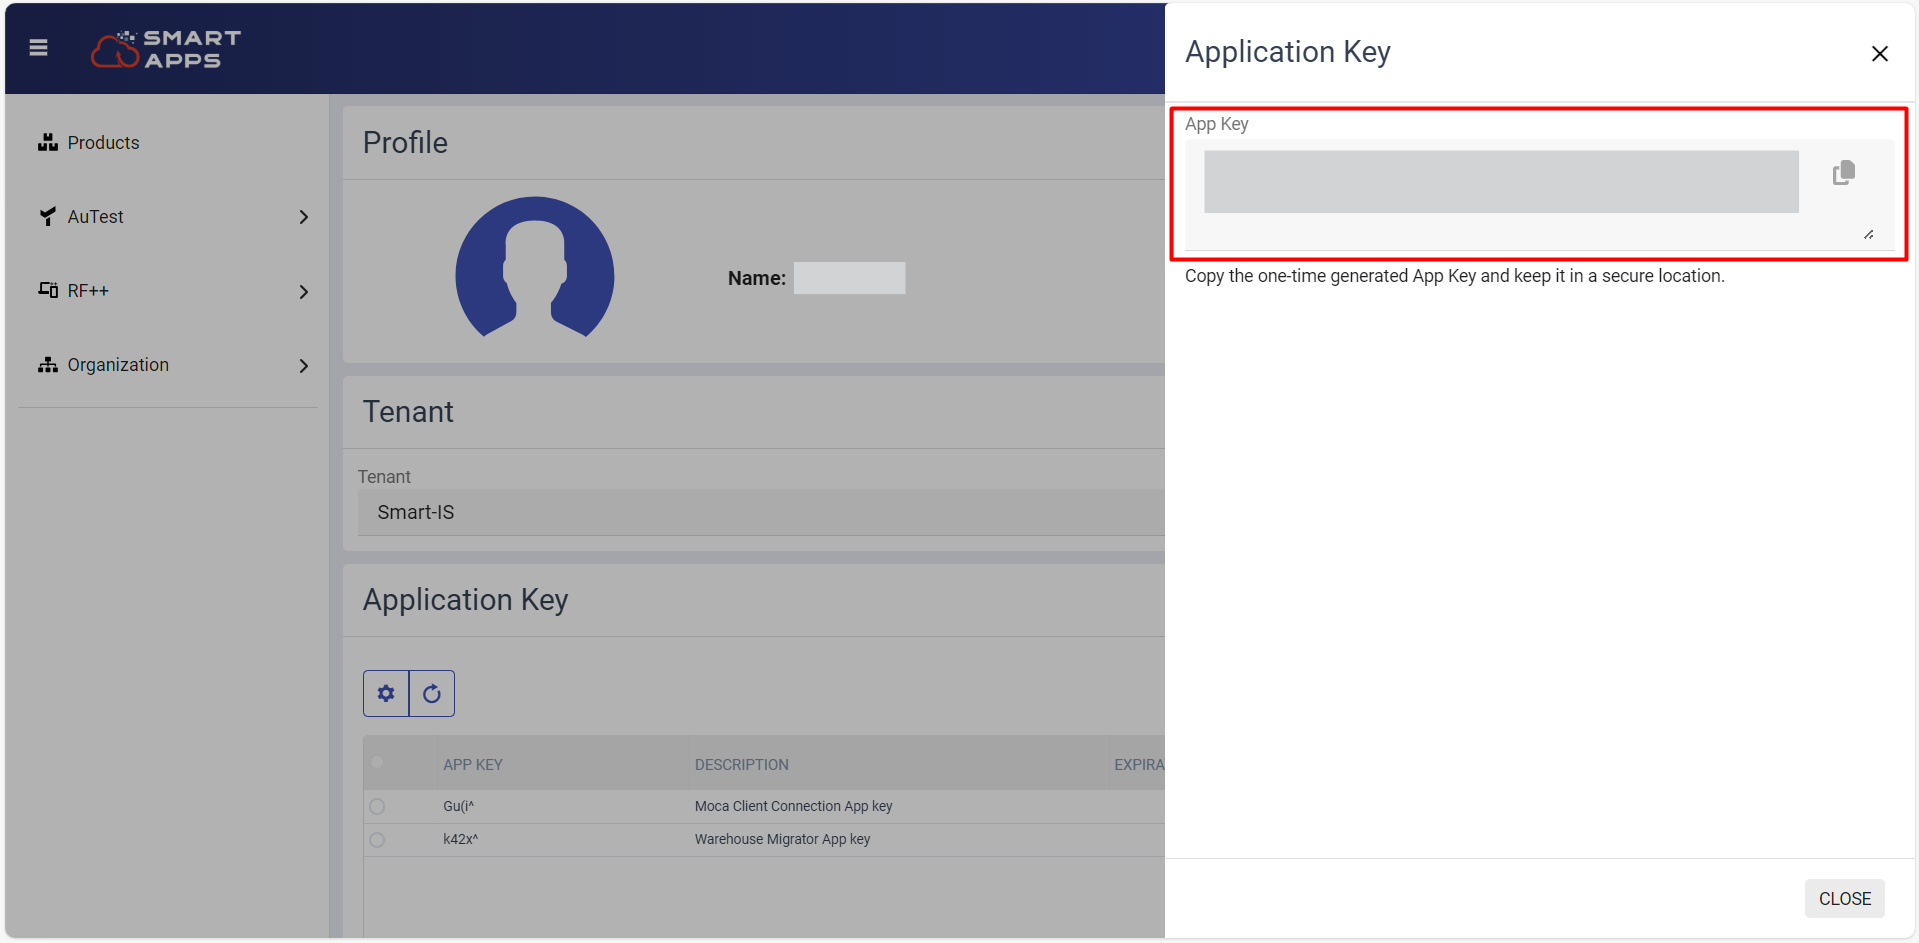 SMART
APPS
Products
AuTest
RF++
Organization
Profile
Name:
Tenant
Tenant
Smart-IS
Application Key
APP KEY DESCRIPTION EXPIRA
Gu(i^ Moca Client Connection App key
k42x^ Warehouse Migrator App key
Application Key
App Key
Copy the one-time generated App Key and keep it in a secure location.
CLOSE